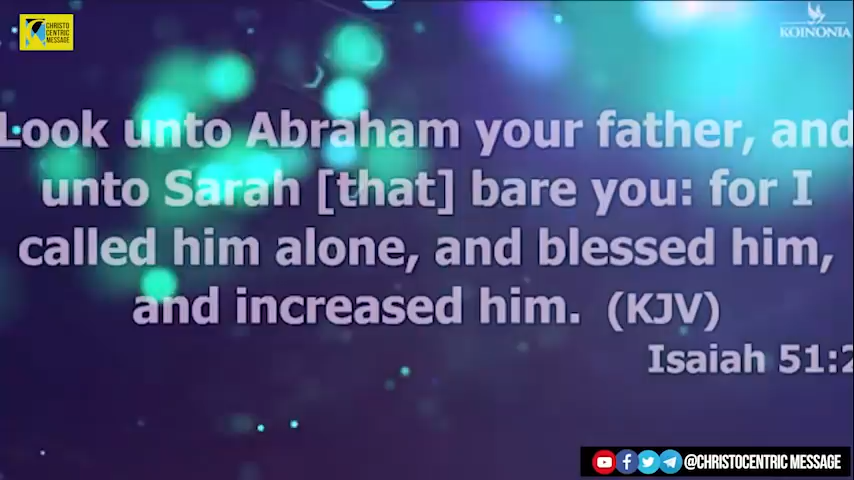 CHRISTO
CENTRIC
MESSAGE
KOINONIA
Look unto Abraham your father, and
unto Sarah [that] bare you: for I
called him alone, and blessed him,
and increased him. (KJV)
Isaiah 51:2
@CHRISTOCENTRIC MESSAGE